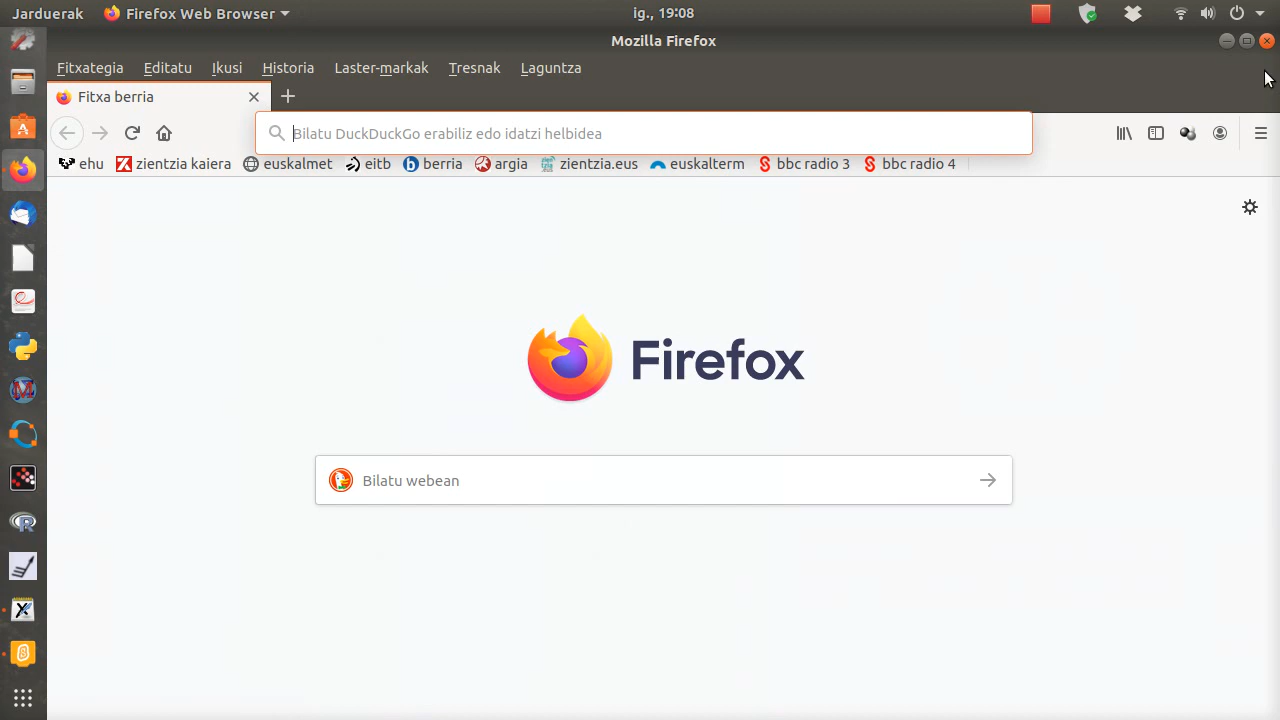 Jarduerak Firefox Web Browser ig., 19:08
Mozilla Firefox
Fitxategia Editatu Ikusi Historia Laster-markak Tresnak Laguntza
Fitxa berria
Bilatu DuckDuckGo erabiliz edo idatzi helbidea
ehu zientzia kaiera euskalmet eitb berria argia zientzia.eus euskalterm bbc radio 3 bbc radio 4
Firefox
Bilatu webean